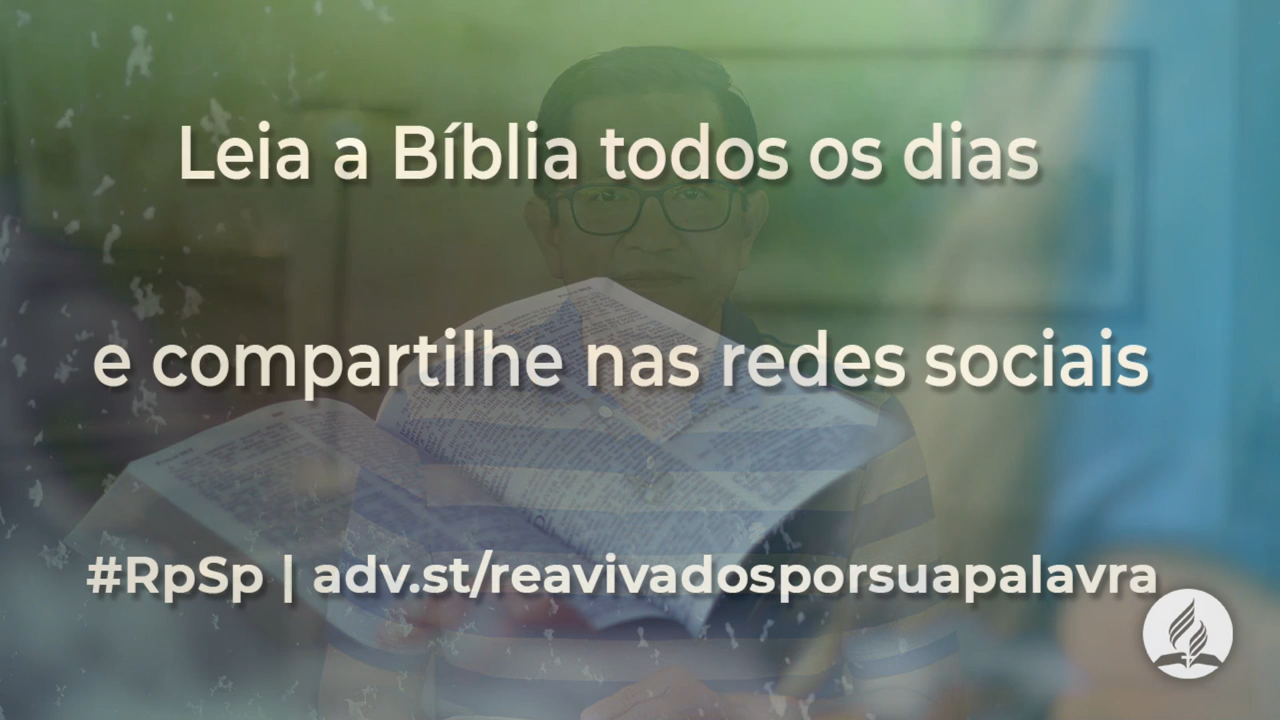 Leia a Bíblia todos os dias
e compartilhe nas redes sociais
#RpSp | adv.st/reavivadosporsuapalavra